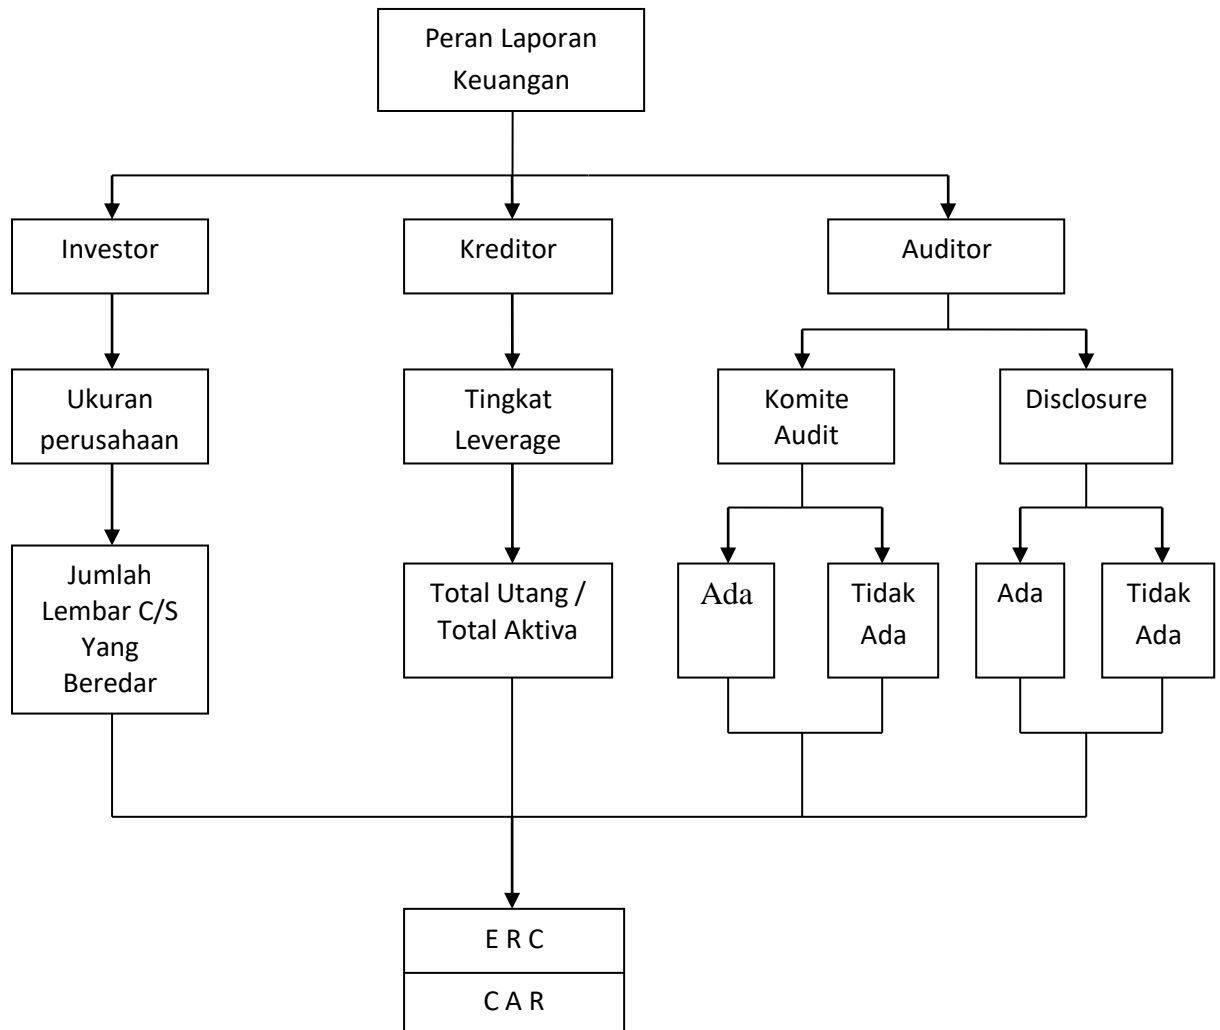 Peran Laporan
Keuangan
Investor
Kreditor
Auditor
Ukuran
perusahaan
Tingkat
Leverage
Komite
Audit
Disclosure
Jumlah
Lembar C/S
Yang
Beredar
Total Utang /
Total Aktiva
Ada
Tidak
Ada
Ada
Tidak
Ada
E R C
C A R